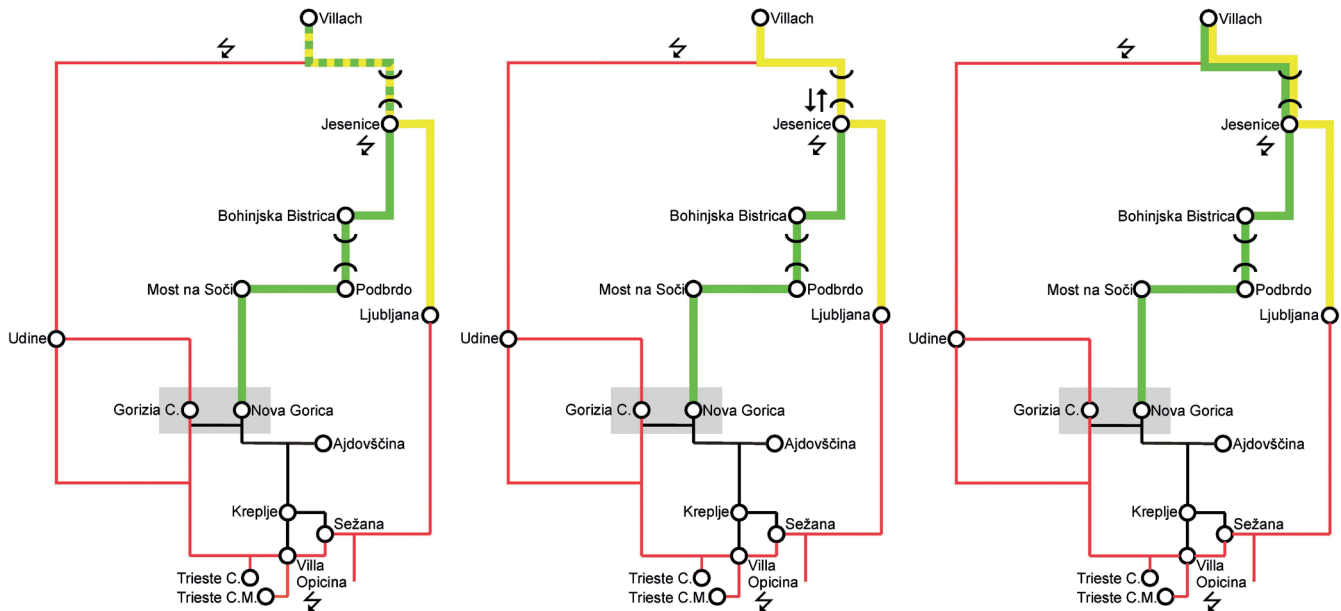 Villach
Jesenice
Bohinjska Bistrica
Most na Soči
Podbrdo
Ljubljana
Udine
Gorizia C.
Nova Gorica
Ajdovščina
Kreplje
Sežana
Villa
Opicina
Trieste C.
Trieste C.M.
Villach
Jesenice
Bohinjska Bistrica
Most na Soči
Podbrdo
Ljubljana
Udine
Gorizia C.
Nova Gorica
Ajdovščina
Kreplje
Sežana
Villa
Opicina
Trieste C.
Trieste C.M.
Villach
Jesenice
Bohinjska Bistrica
Most na Soči
Podbrdo
Ljubljana
Udine
Gorizia C.
Nova Gorica
Ajdovščina
Kreplje
Sežana
Villa
Opicina
Trieste C.
Trieste C.M.